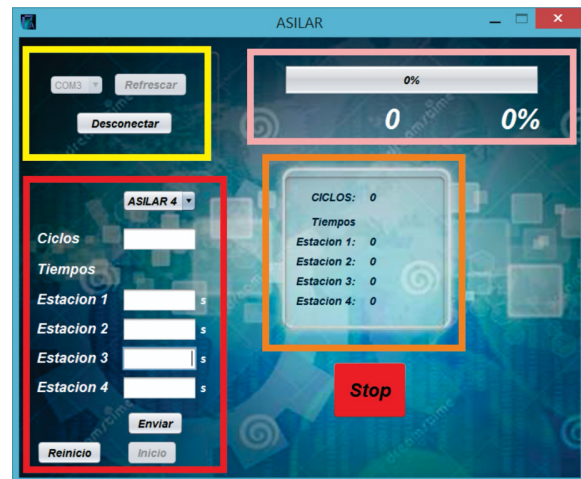 ASILAR
COM3 Refrescar
Desconectar
0%
0 0%
ASILAR 4
Ciclos
Tiempos
Estacion 1 s
Estacion 2 s
Estacion 3 s
Estacion 4 s
Enviar
Reinicio Inicio
CICLOS: 0
Tiempos
Estacion 1: 0
Estacion 2: 0
Estacion 3: 0
Estacion 4: 0
Stop